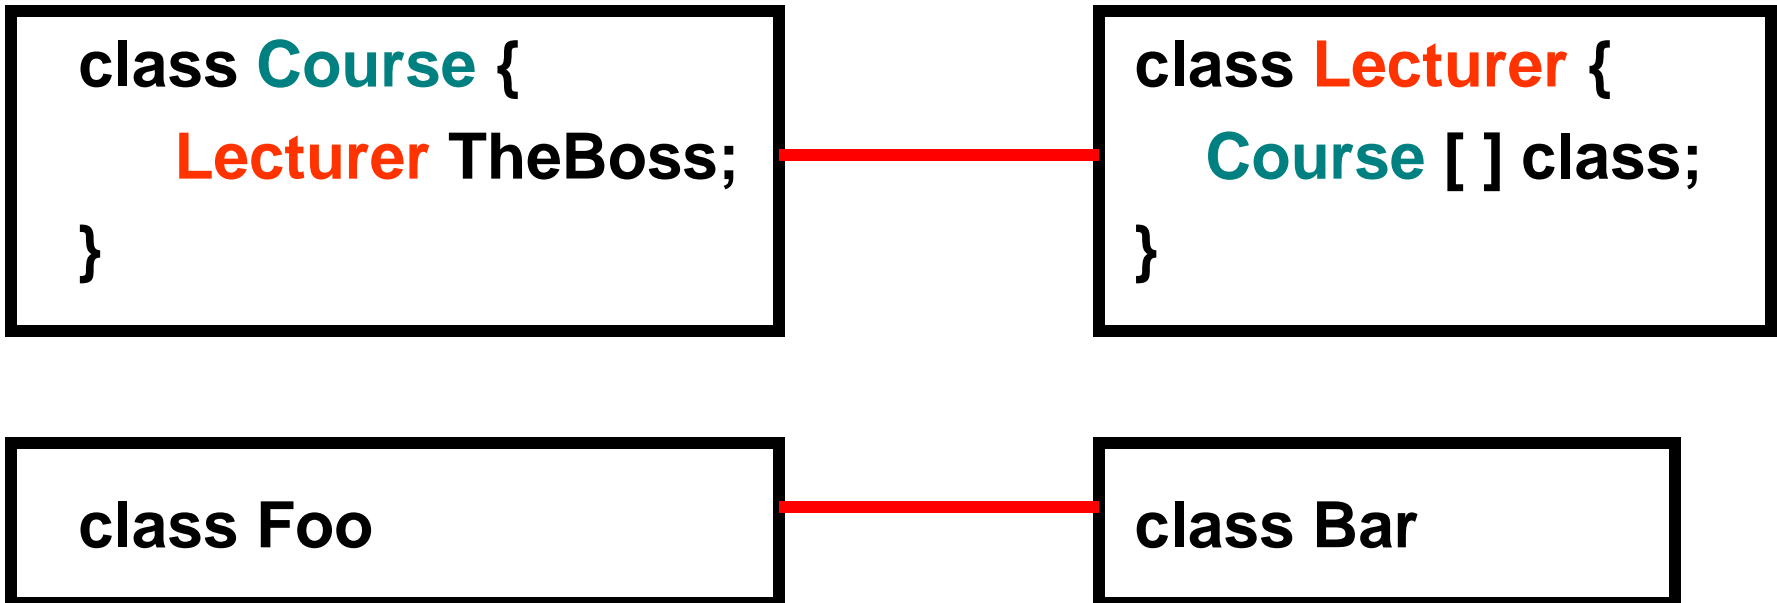 class Course {
Lecturer TheBoss;
}
class Lecturer {
Course [ ] class;
}
class Foo
class Bar